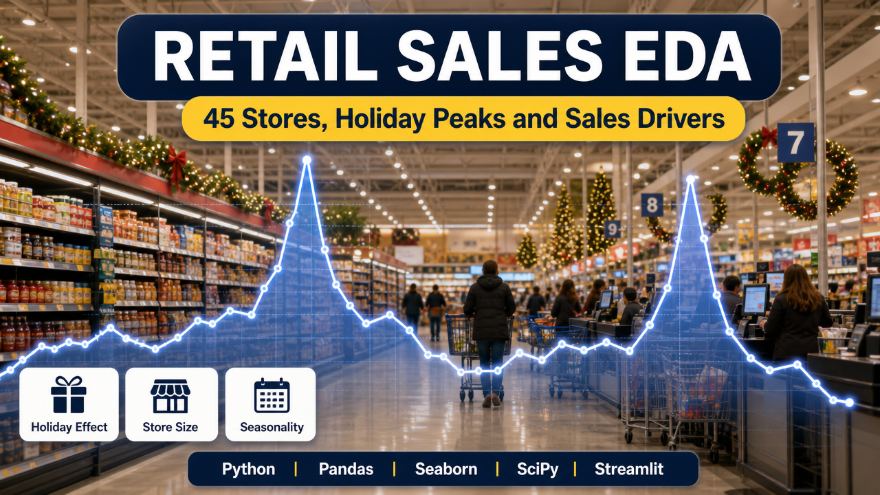 RETAIL SALES EDA
45 Stores, Holiday Peaks and Sales Drivers
7
8
9
Holiday Effect
Store Size
Seasonality
Python | Pandas | Seaborn | SciPy | Streamlit